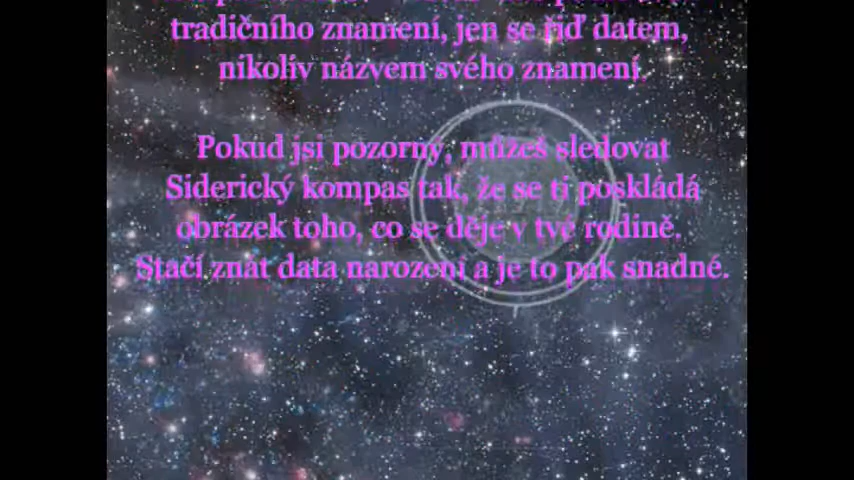 tradičního znamení, jen se řiď datem,
nikoliv názvem svého znamení.
Pokud jsi pozorný, můžeš sledovat
Siderický kompas tak, že se ti poskládá
obrázek toho, co se děje v tvé rodině.
Stačí znát data narození a je to pak snadné.